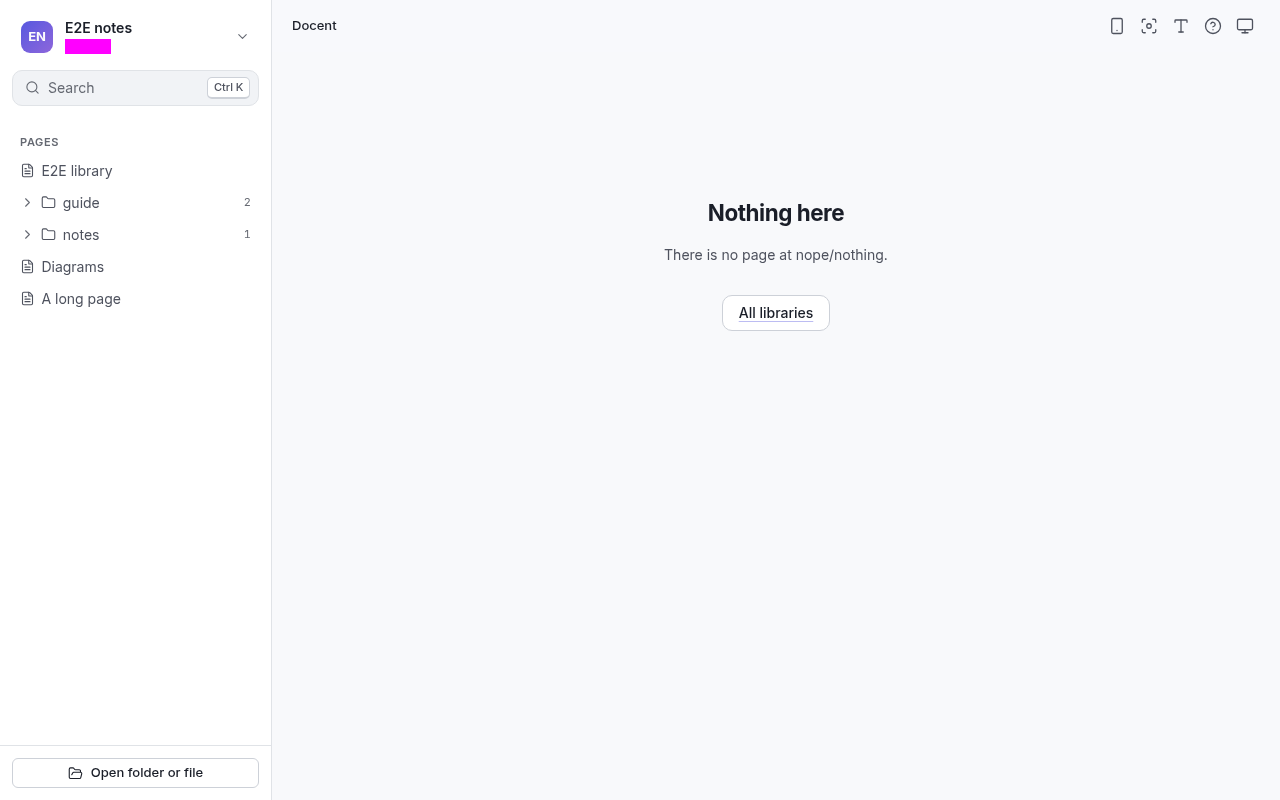 EN
E2E notes
Search
Ctrl K
PAGES
E2E library
guide 2
notes 1
Diagrams
A long page
Open folder or file
Docent
Nothing here
There is no page at nope/nothing.
All libraries